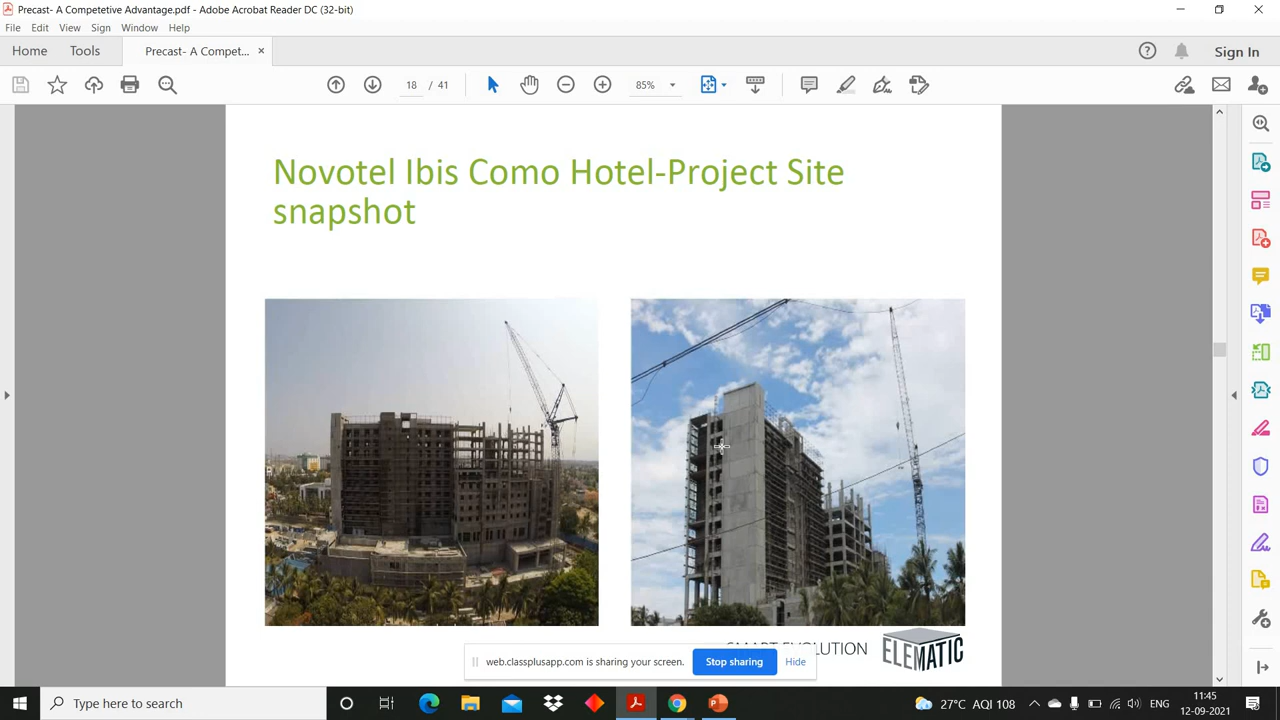 Precast- A Competetive Advantage.pdf - Adobe Acrobat Reader DC (32-bit)
File Edit View Sign Window Help
Home Tools Precast- A Compet... × Sign In
18 / 41 85%
Novotel Ibis Como Hotel-Project Site
snapshot
SMART EVOLUTION ELEMATIC
web.classplusapp.com is sharing your screen. Stop sharing Hide
Type here to search
27°C AQI 108 ENG
11:45
12-09-2021